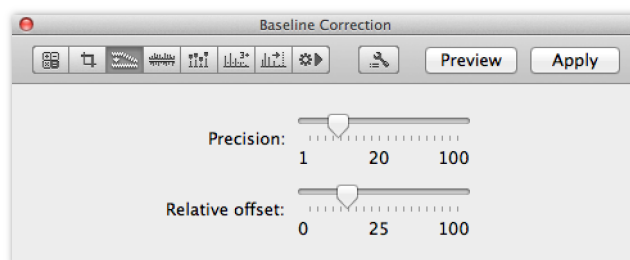 Baseline Correction
Preview Apply
Precision:
1 20 100
Relative offset:
0 25 100